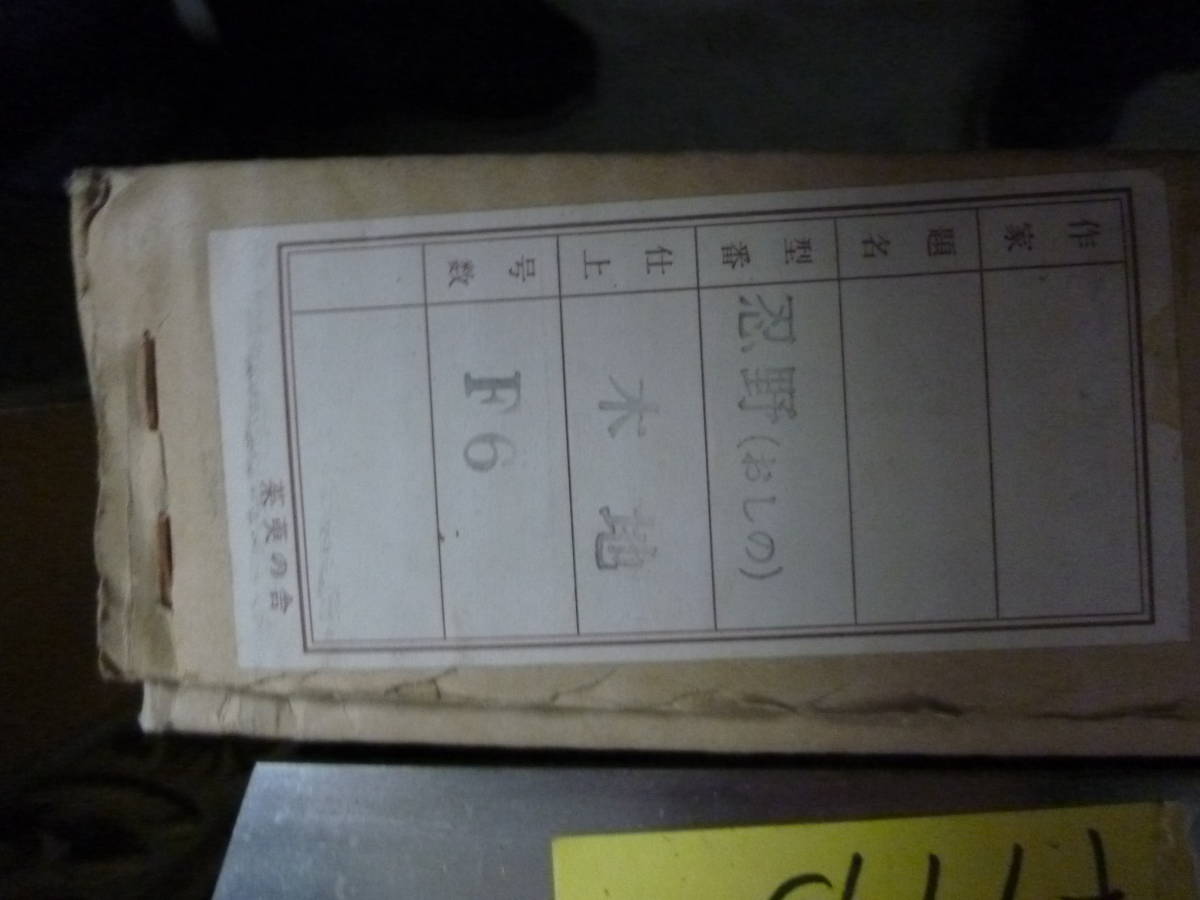 作家
題名
型番 忍野(おしの)
仕上 木地
号数 F6